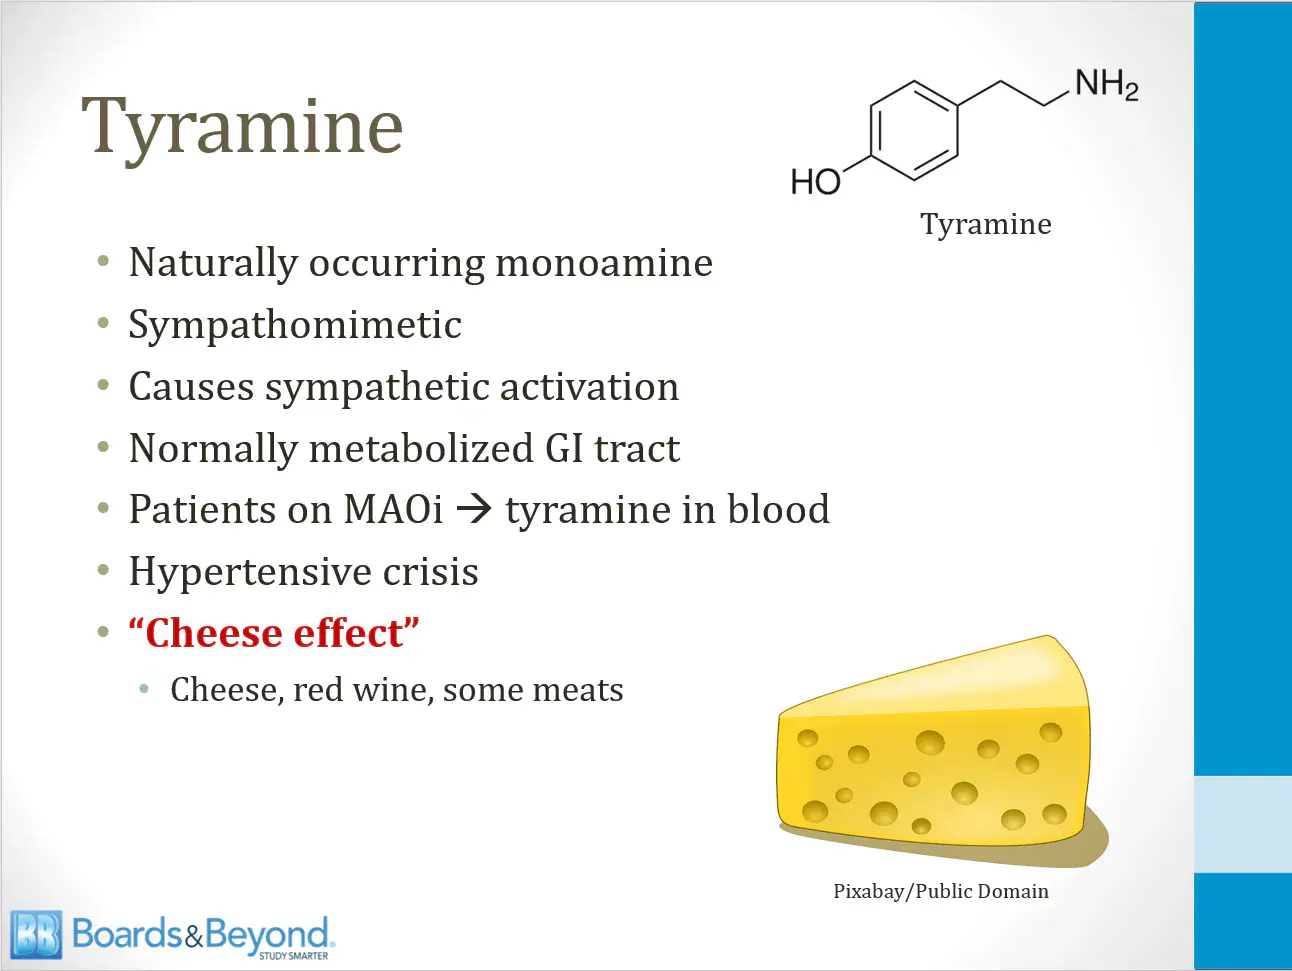 Tyramine
NH2
HO
Tyramine
• Naturally occurring monoamine
• Sympathomimetic
• Causes sympathetic activation
• Normally metabolized GI tract
• Patients on MAOi → tyramine in blood
• Hypertensive crisis
• “Cheese effect”
• Cheese, red wine, some meats
Pixabay/Public Domain
BB Boards&Beyond.®
STUDY SMARTER